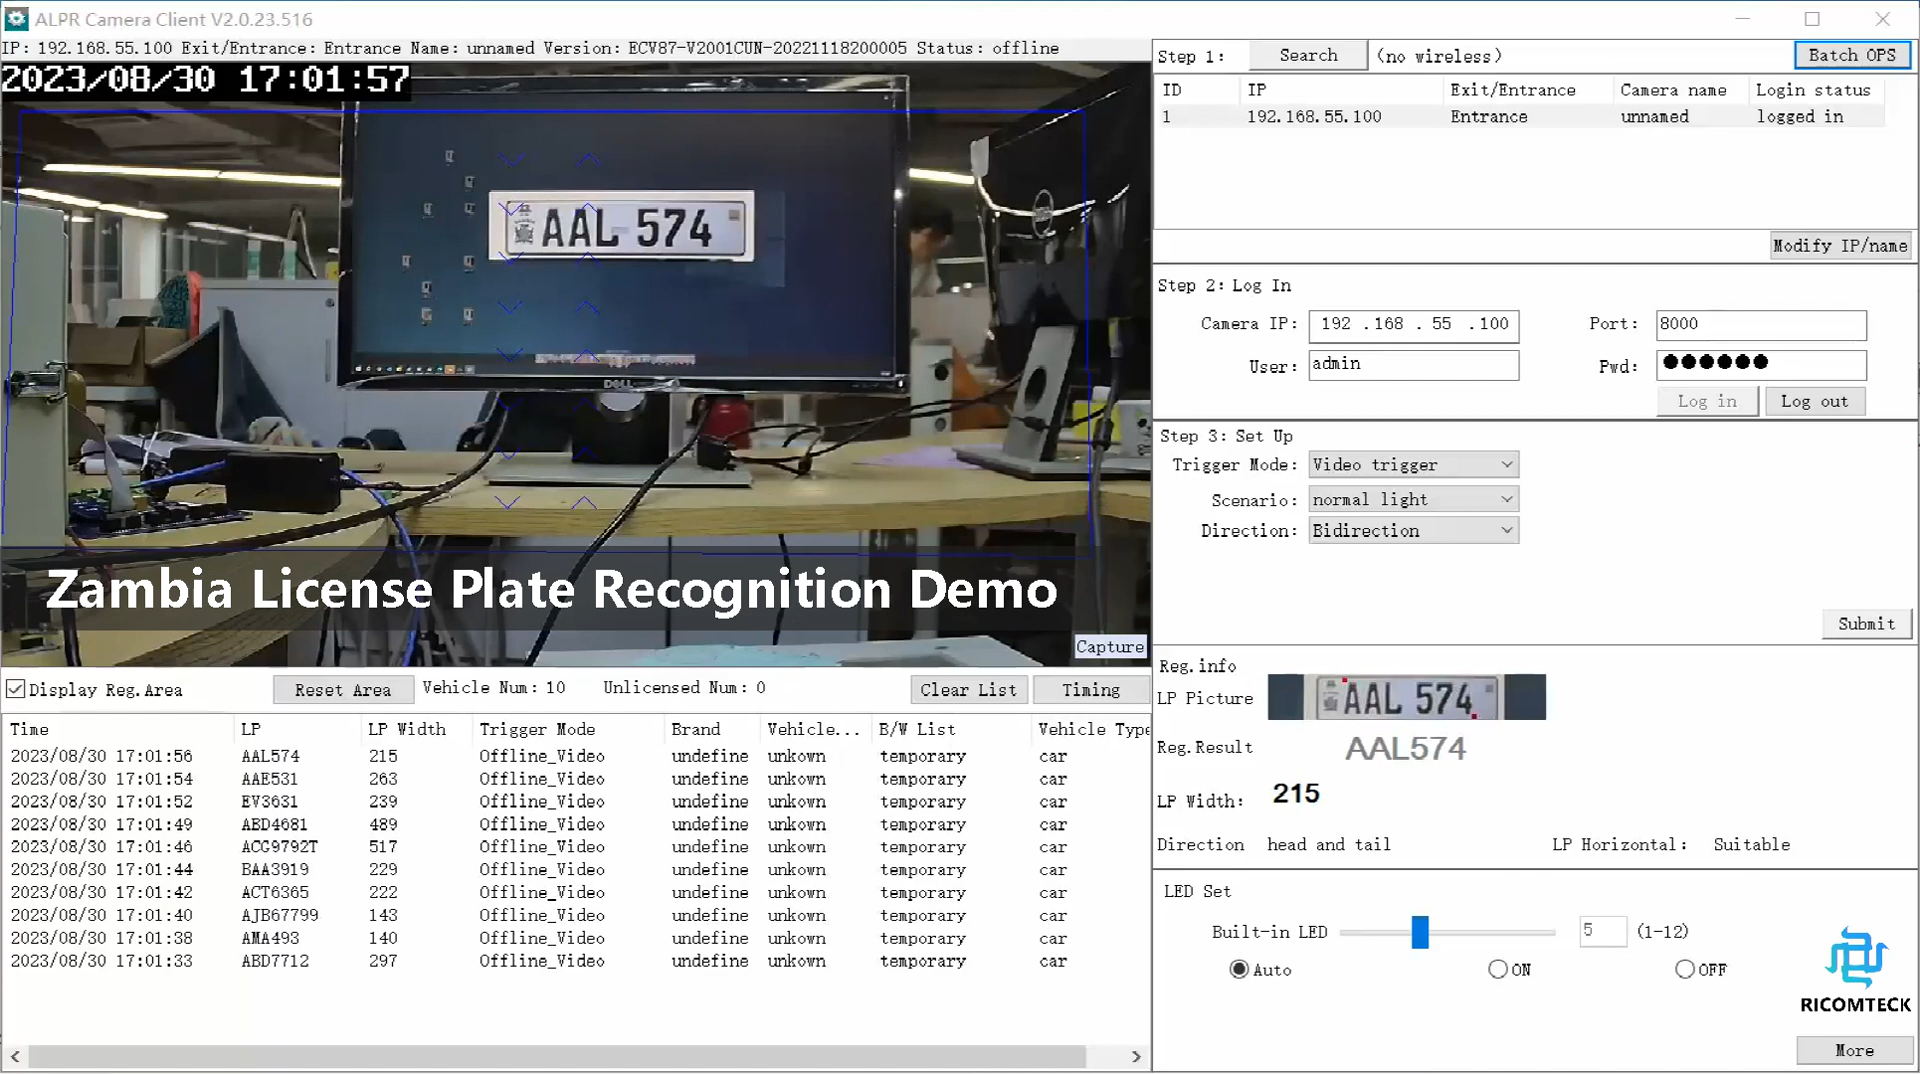 ALPR Camera Client V2.0.23.516
IP: 192.168.55.100 Exit/Entrance: Entrance Name: unnamed Version: ECV87-V2001CUN-20221118200005 Status: offline
2023/08/30 17:01:57
AAL 574
DELL
Zambia License Plate Recognition Demo
Capture
Display Reg.Area
Reset Area
Vehicle Num: 10
Unlicensed Num: 0
Clear List
Timing
Time LP LP Width Trigger Mode Brand Vehicle... B/W List Vehicle Type
2023/08/30 17:01:56 AAL574 215 Offline_Video undefine unkown temporary car
2023/08/30 17:01:54 AAE531 263 Offline_Video undefine unkown temporary car
2023/08/30 17:01:52 EV3631 239 Offline_Video undefine unkown temporary car
2023/08/30 17:01:49 ABD4681 489 Offline_Video undefine unkown temporary car
2023/08/30 17:01:46 ACG9792T 517 Offline_Video undefine unkown temporary car
2023/08/30 17:01:44 BAA3919 229 Offline_Video undefine unkown temporary car
2023/08/30 17:01:42 ACT6365 222 Offline_Video undefine unkown temporary car
2023/08/30 17:01:40 AJB67799 143 Offline_Video undefine unkown temporary car
2023/08/30 17:01:38 AMA493 140 Offline_Video undefine unkown temporary car
2023/08/30 17:01:33 ABD7712 297 Offline_Video undefine unkown temporary car
Step 1: Search (no wireless) Batch OPS
ID IP Exit/Entrance Camera name Login status
1 192.168.55.100 Entrance unnamed logged in
Modify IP/name
Step 2: Log In
Camera IP: 192 .168 . 55 .100 Port: 8000
User: admin Pwd: ●●●●●●
Log in Log out
Step 3: Set Up
Trigger Mode: Video trigger
Scenario: normal light
Direction: Bidirection
Submit
Reg.info
LP Picture AAL 574
Reg.Result AAL574
LP Width: 215
Direction head and tail LP Horizontal: Suitable
LED Set
Built-in LED 5 (1-12)
Auto ON OFF
RICOMTECK
More